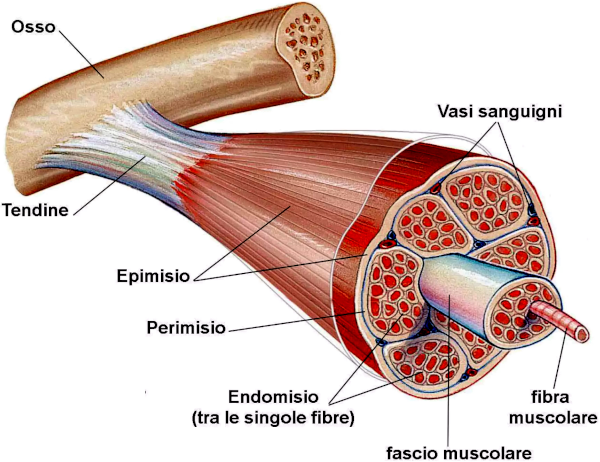 Osso
Vasi sanguigni
Tendine
Epimisio
Perimisio
Endomisio
(tra le singole fibre)
fibra
muscolare
fascio muscolare